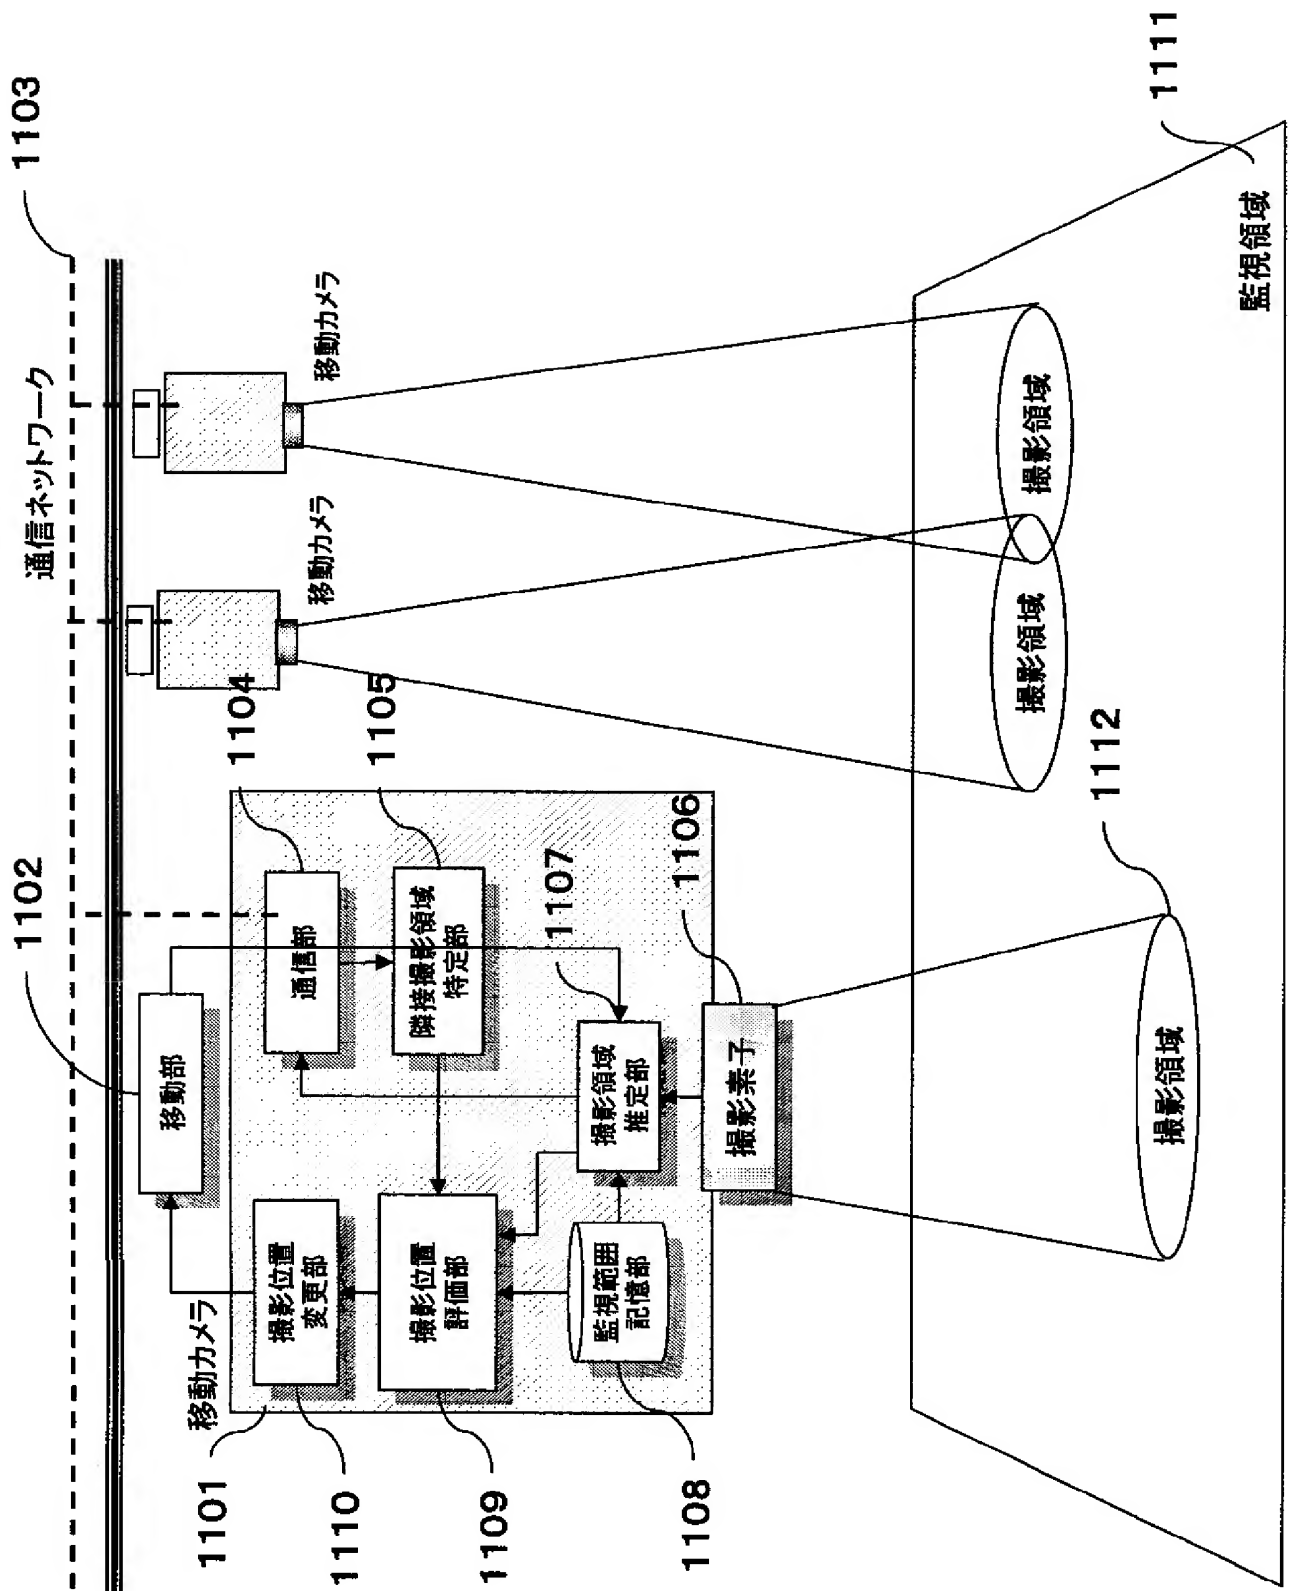 1103
通信ネットワーク
1102
移動カメラ
移動カメラ
移動部
1104
1105
移動カメラ
1101
通信部
隣接撮影領域
特定部
撮影位置
変更部
1110
撮影位置
評価部
1109
1107
撮影領域
推定部
1106
監視範囲
記憶部
1108
撮影素子
撮影領域
撮影領域
1112
撮影領域
監視領域
1111